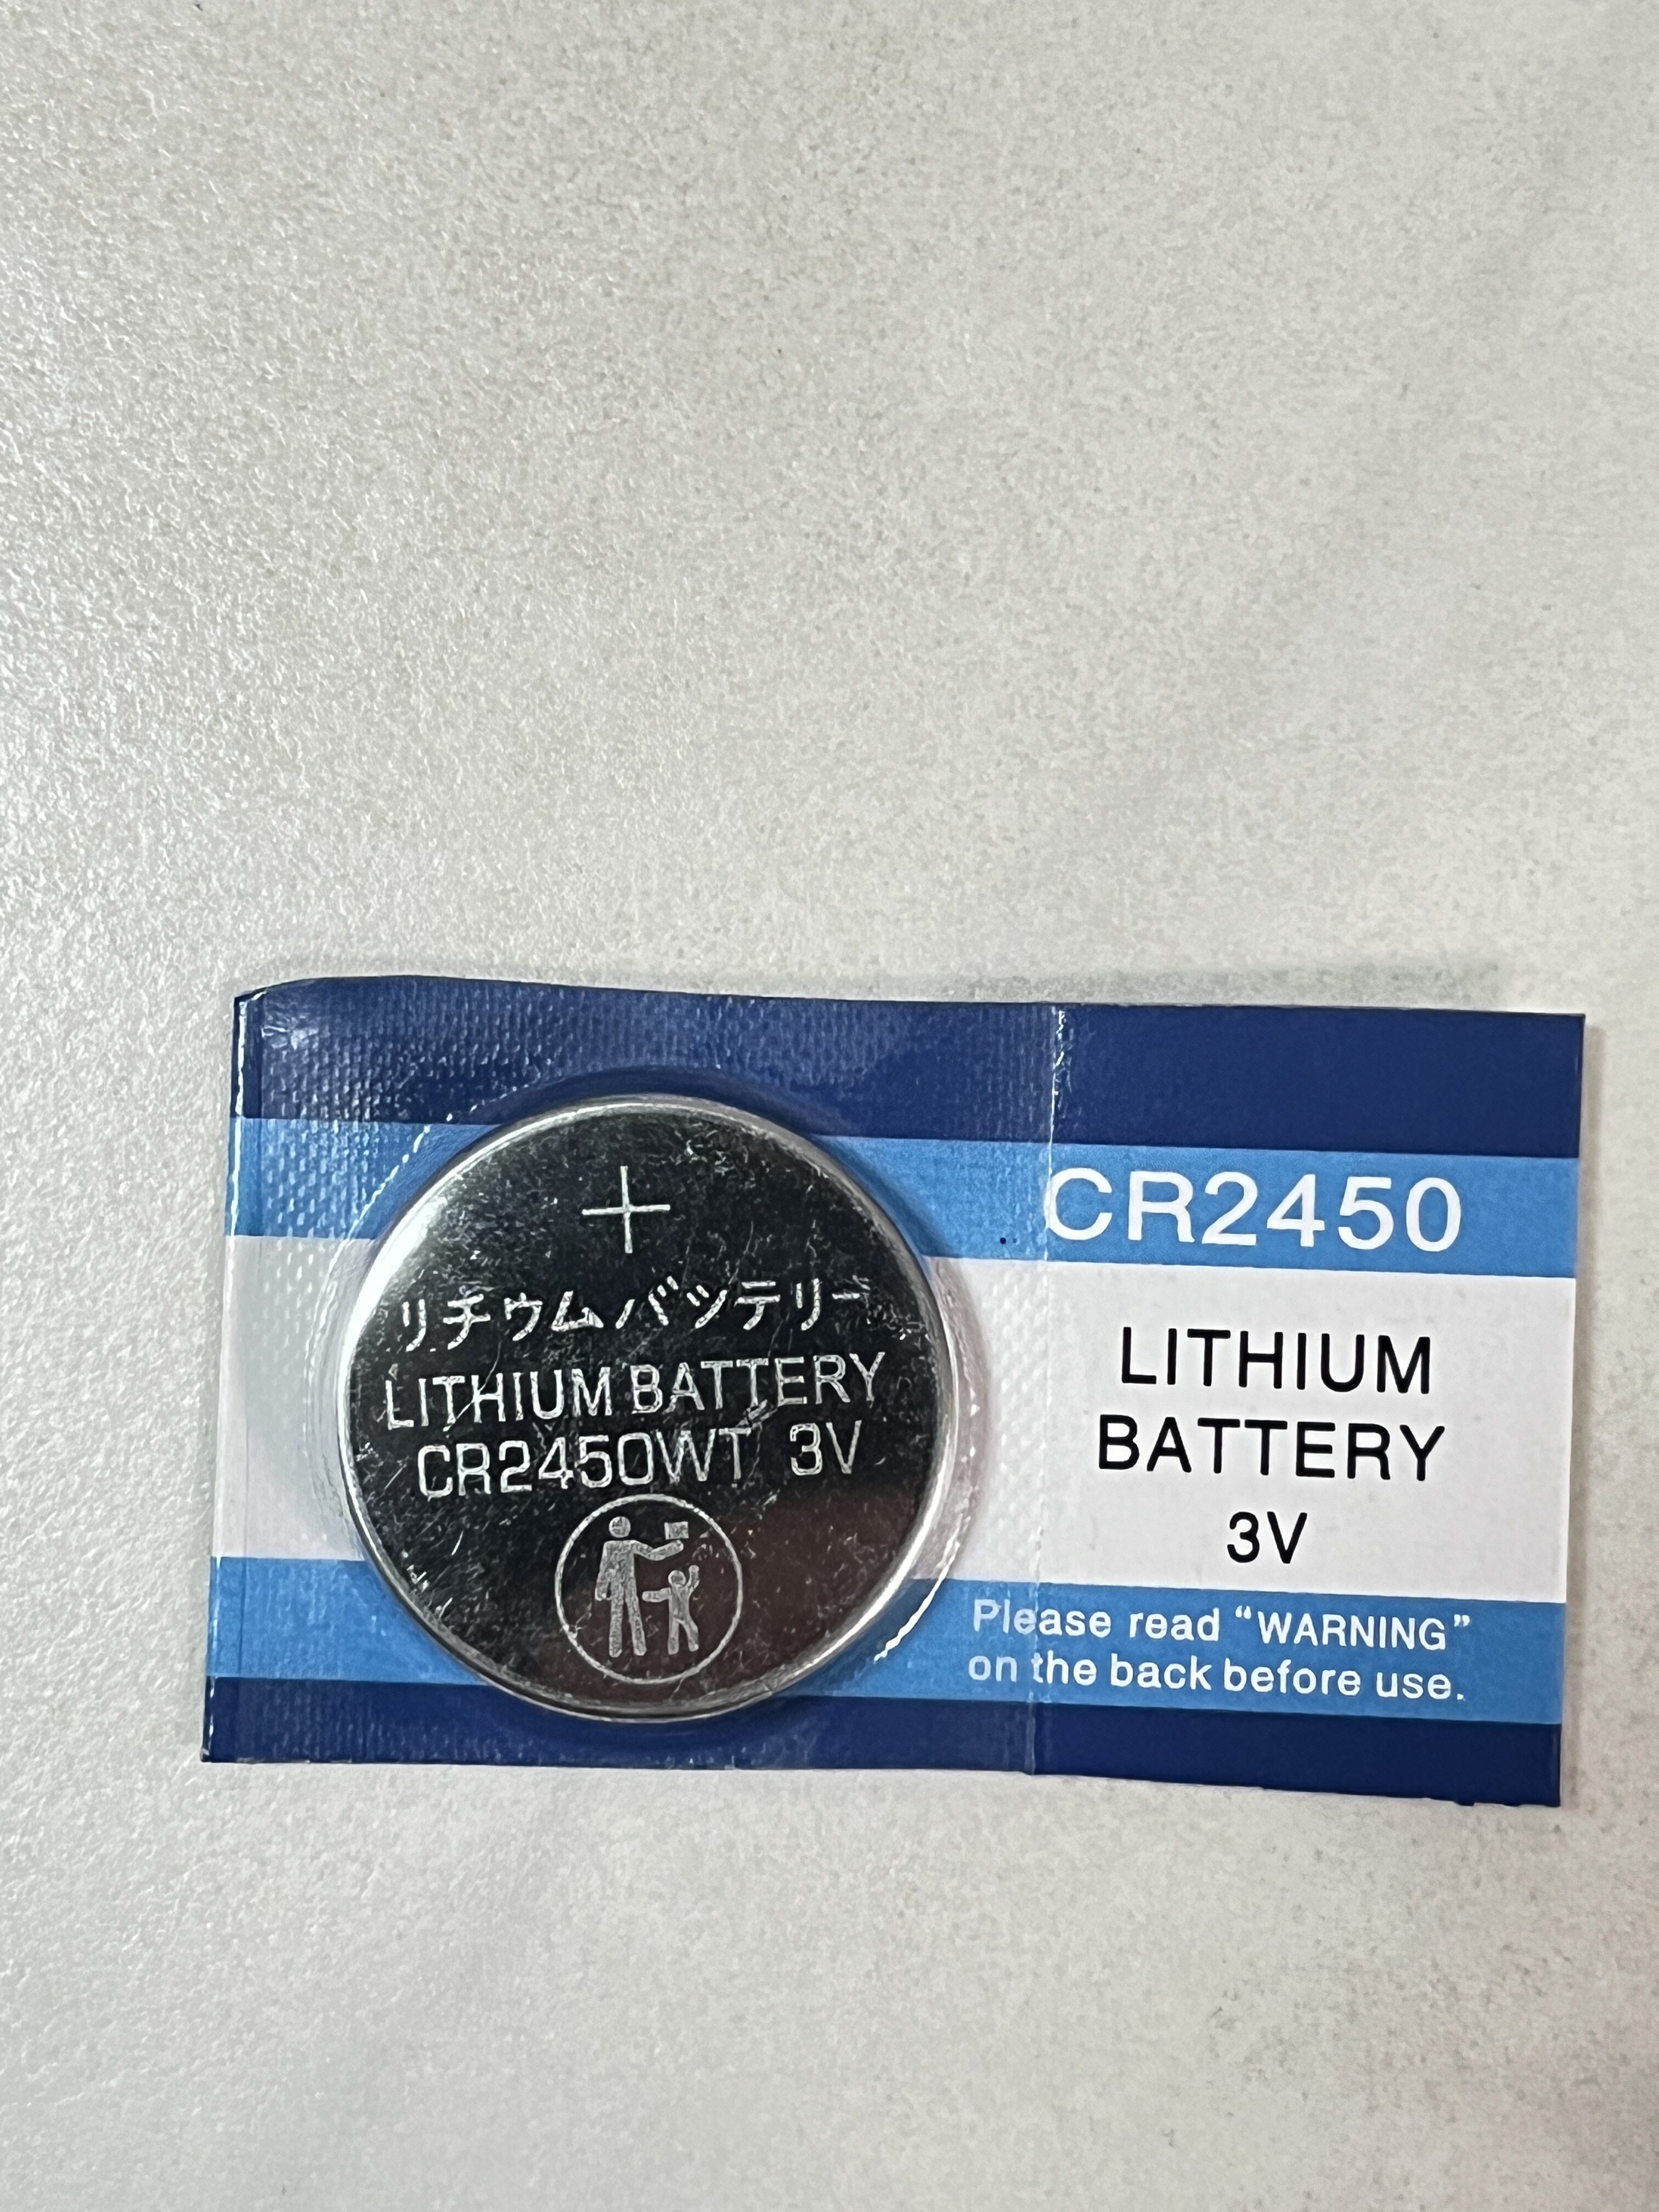 +
リチウムバッテリー
LITHIUM BATTERY
CR2450WT 3V
CR2450
LITHIUM
BATTERY
3V
Please read “WARNING”
on the back before use.